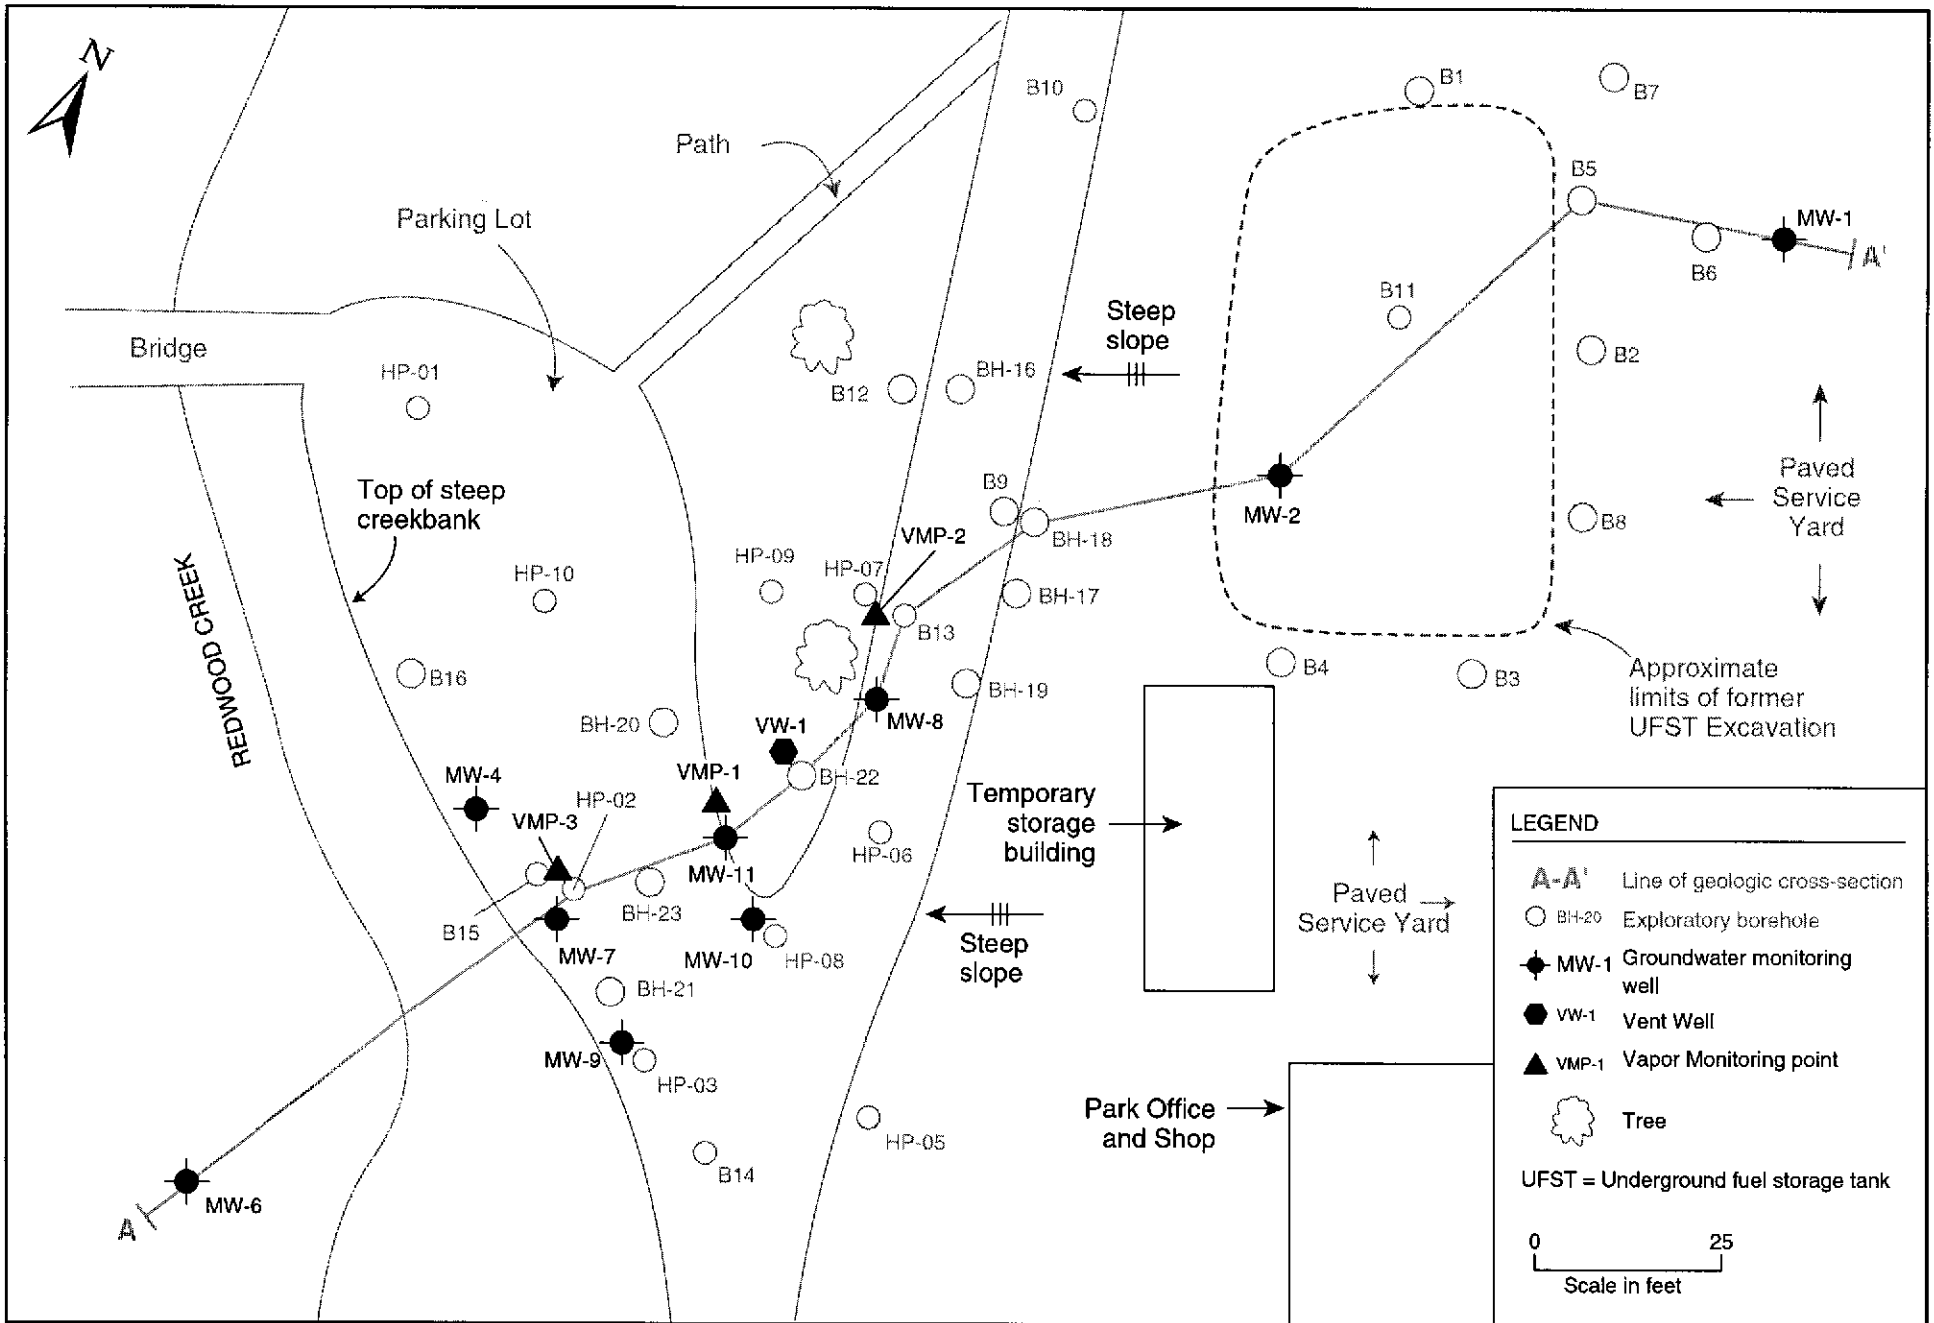 N
B10
B1
B7
Path
B5
Parking Lot
MW-1
A'
B6
B11
Steep
slope
Bridge
HP-01
B12
BH-16
B2
Top of steep
creekbank
B9
MW-2
Paved
Service
Yard
B8
BH-18
VMP-2
HP-09
HP-07
HP-10
BH-17
B13
REDWOOD CREEK
B16
BH-19
B4
B3
Approximate
limits of former
UFST Excavation
BH-20
VW-1
MW-8
MW-4
VMP-1
BH-22
HP-02
VMP-3
Temporary
storage
building
HP-06
MW-11
BH-23
B15
MW-7
MW-10
HP-08
Steep
slope
Paved
Service Yard
BH-21
MW-9
HP-03
Park Office
and Shop
HP-05
B14
MW-6
A
LEGEND
A-A' Line of geologic cross-section
BH-20 Exploratory borehole
MW-1 Groundwater monitoring
well
VW-1 Vent Well
VMP-1 Vapor Monitoring point
Tree
UFST = Underground fuel storage tank
0 25
Scale in feet